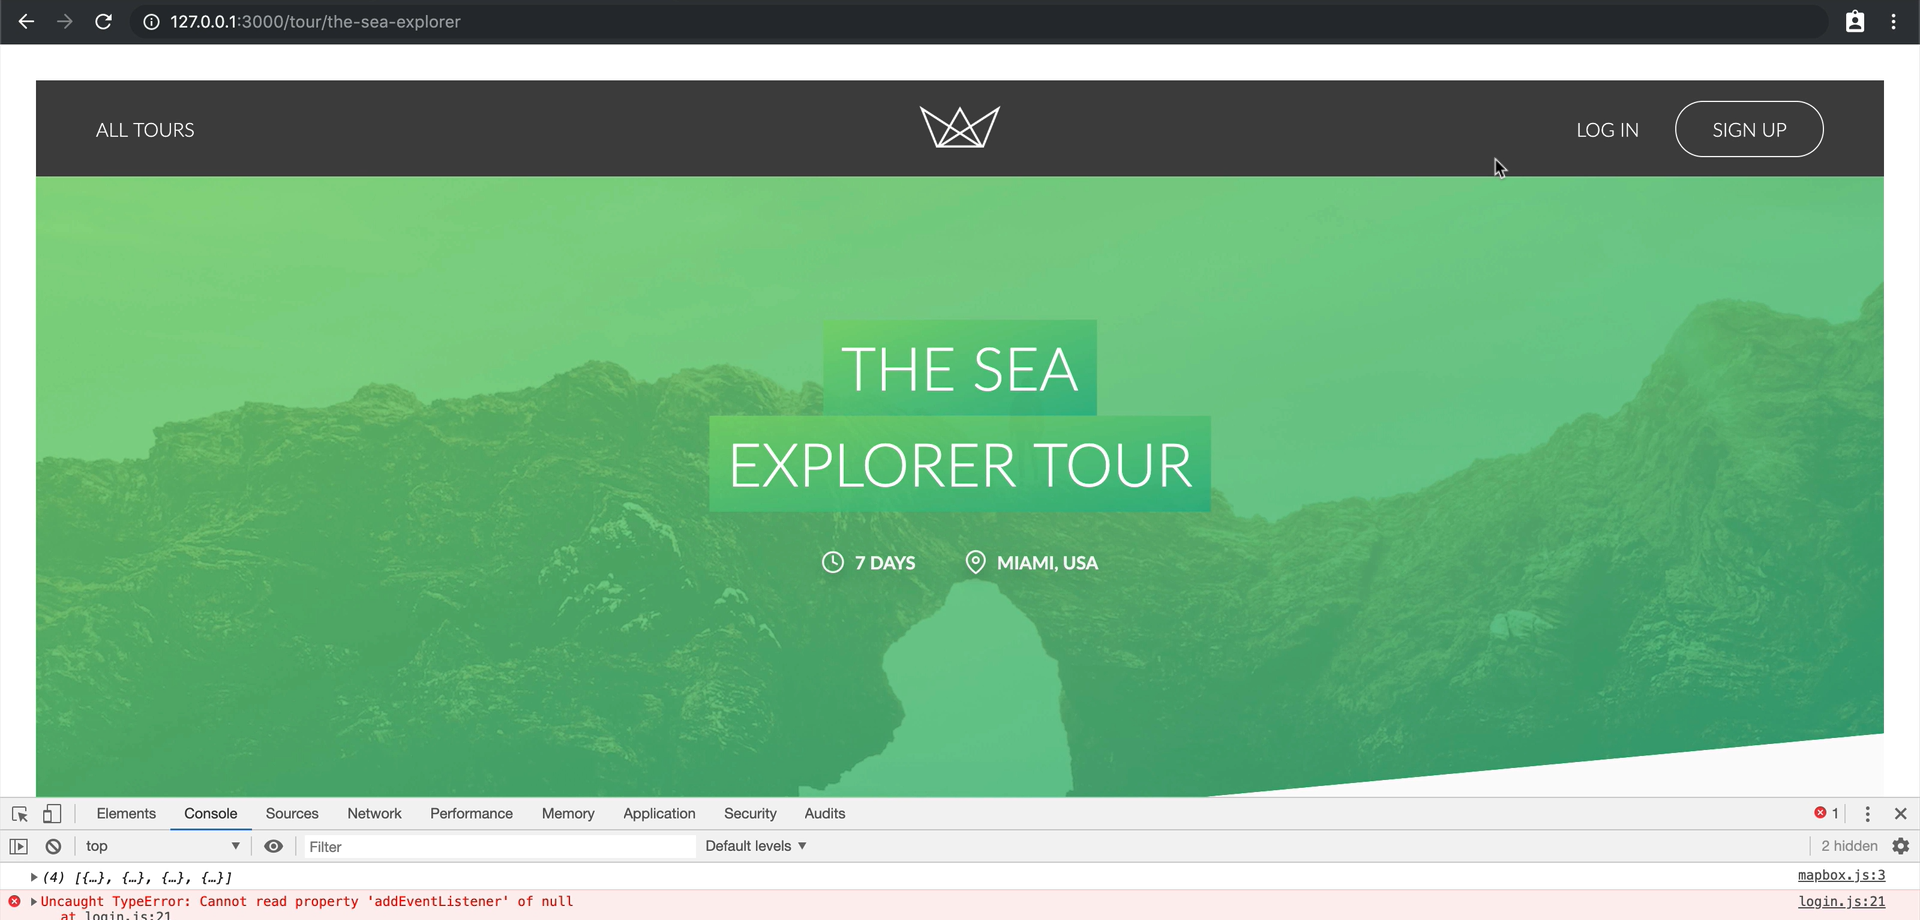 127.0.0.1:3000/tour/the-sea-explorer
ALL TOURS
LOG IN
SIGN UP
THE SEA
EXPLORER TOUR
7 DAYS
MIAMI, USA
Elements Console Sources Network Performance Memory Application Security Audits
1
top
Filter
Default levels
2 hidden
(4) [{…}, {…}, {…}, {…}]
mapbox.js:3
Uncaught TypeError: Cannot read property 'addEventListener' of null
login.js:21
at login.js:21